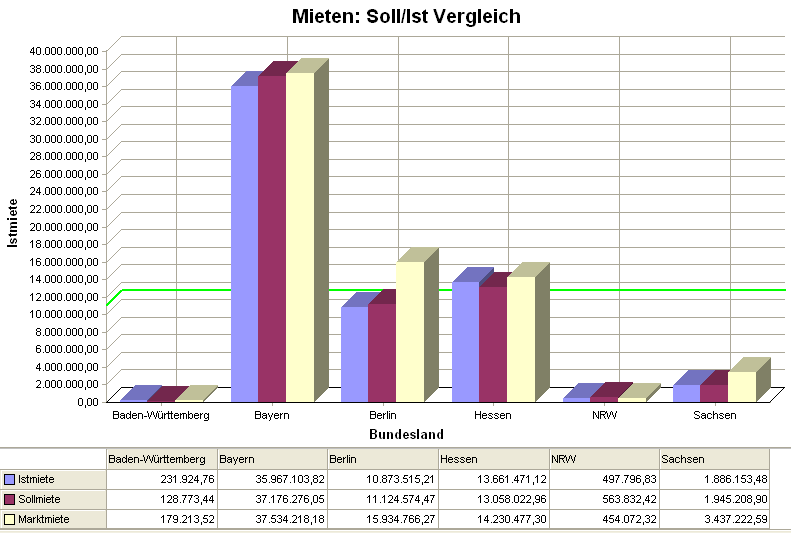 Mieten: Soll/Ist Vergleich
Istmiete
40.000.000,00
38.000.000,00
36.000.000,00
34.000.000,00
32.000.000,00
30.000.000,00
28.000.000,00
26.000.000,00
24.000.000,00
22.000.000,00
20.000.000,00
18.000.000,00
16.000.000,00
14.000.000,00
12.000.000,00
10.000.000,00
8.000.000,00
6.000.000,00
4.000.000,00
2.000.000,00
0,00
Baden-Württemberg Bayern Berlin Hessen NRW Sachsen
Bundesland
Baden-Württemberg Bayern Berlin Hessen NRW Sachsen
Istmiete 231.924,76 35.967.103,82 10.873.515,21 13.661.471,12 497.796,83 1.886.153,48
Sollmiete 128.773,44 37.176.276,05 11.124.574,47 13.058.022,96 563.832,42 1.945.208,90
Marktmiete 179.213,52 37.534.218,18 15.934.766,27 14.230.477,30 454.072,32 3.437.222,59